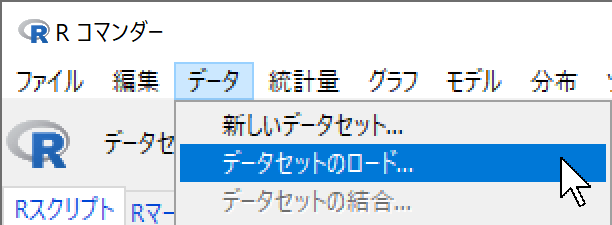 R コマンダー
ファイル 編集 データ 統計量 グラフ モデル 分布
新しいデータセット...
R データセ
データセットのロード...
データセットの結合...
Rスクリプト Rマー